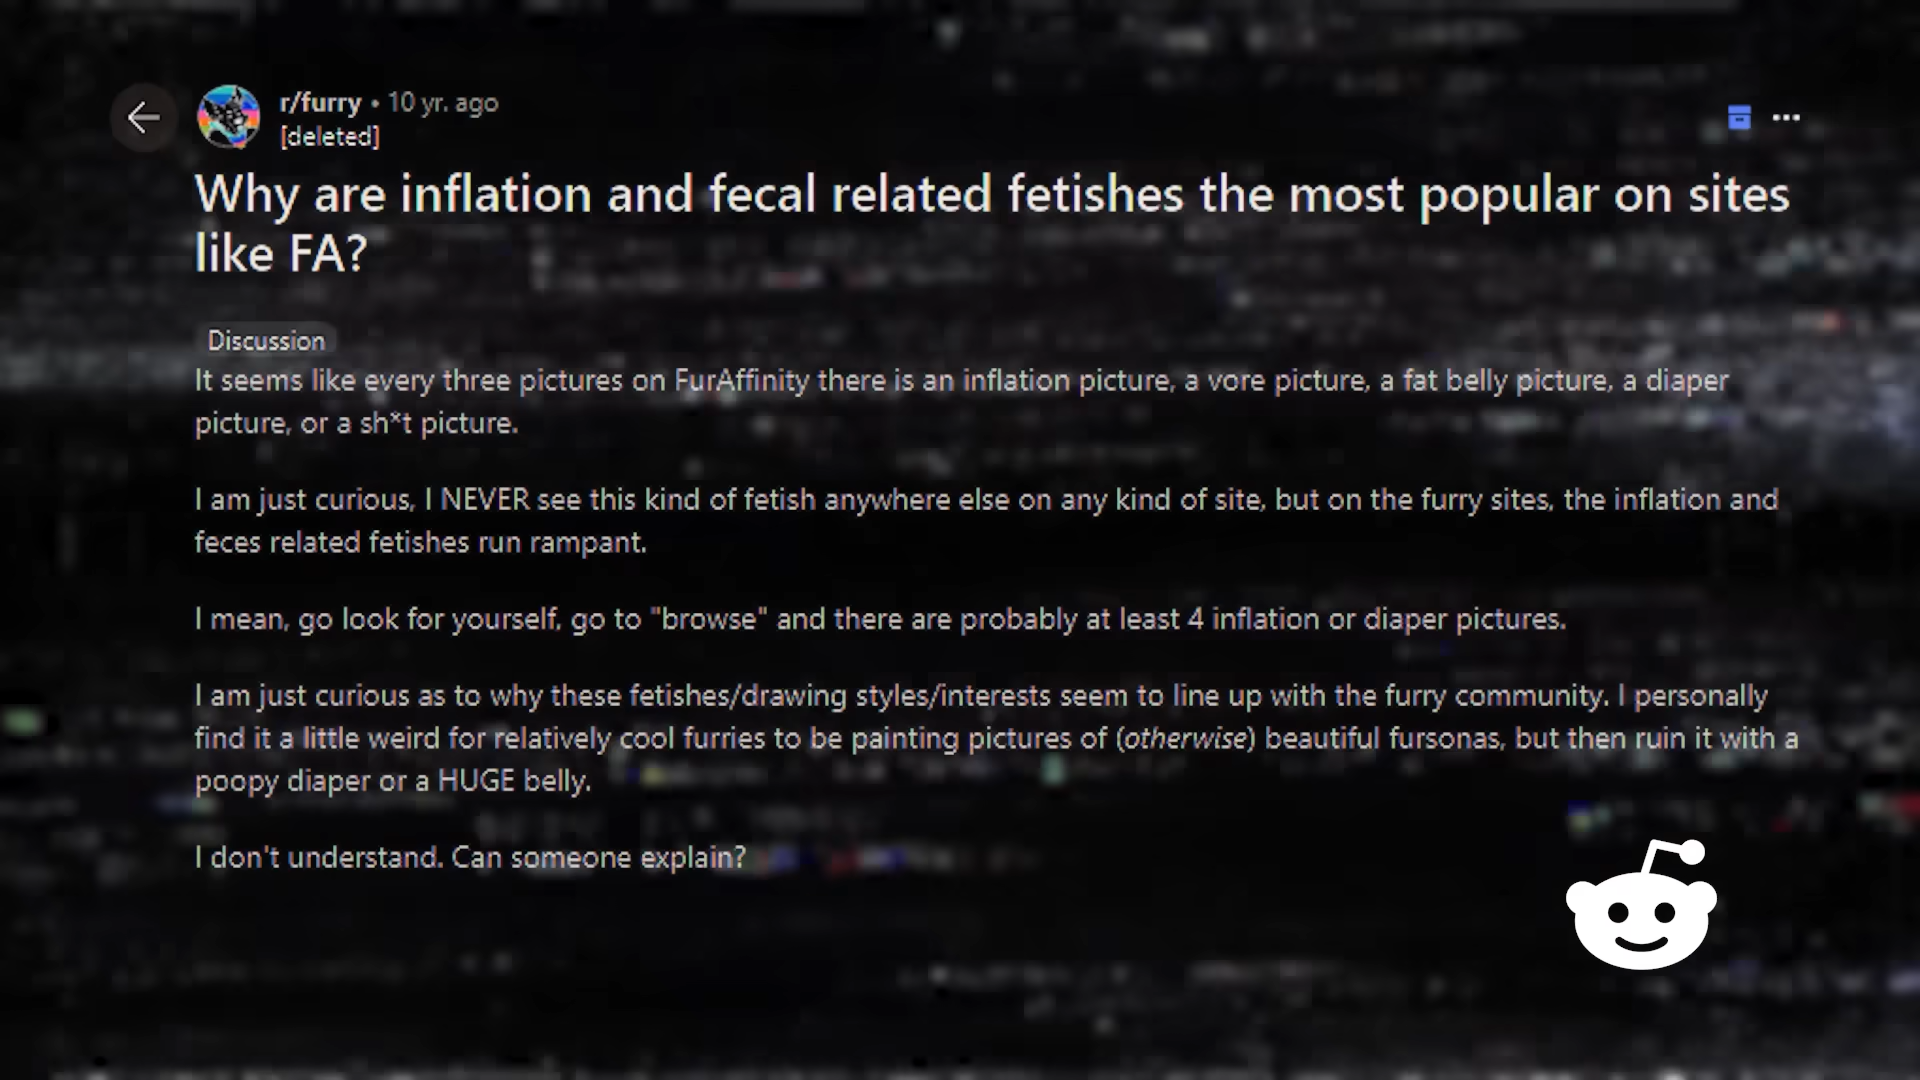 r/furry • 10 yr. ago
[deleted]
Why are inflation and fecal related fetishes the most popular on sites
like FA?
Discussion
It seems like every three pictures on FurAffinity there is an inflation picture, a vore picture, a fat belly picture, a diaper
picture, or a sh*t picture.
I am just curious, I NEVER see this kind of fetish anywhere else on any kind of site, but on the furry sites, the inflation and
feces related fetishes run rampant.
I mean, go look for yourself, go to "browse" and there are probably at least 4 inflation or diaper pictures.
I am just curious as to why these fetishes/drawing styles/interests seem to line up with the furry community. I personally
find it a little weird for relatively cool furries to be painting pictures of (otherwise) beautiful fursonas, but then ruin it with a
poopy diaper or a HUGE belly.
I don't understand. Can someone explain?